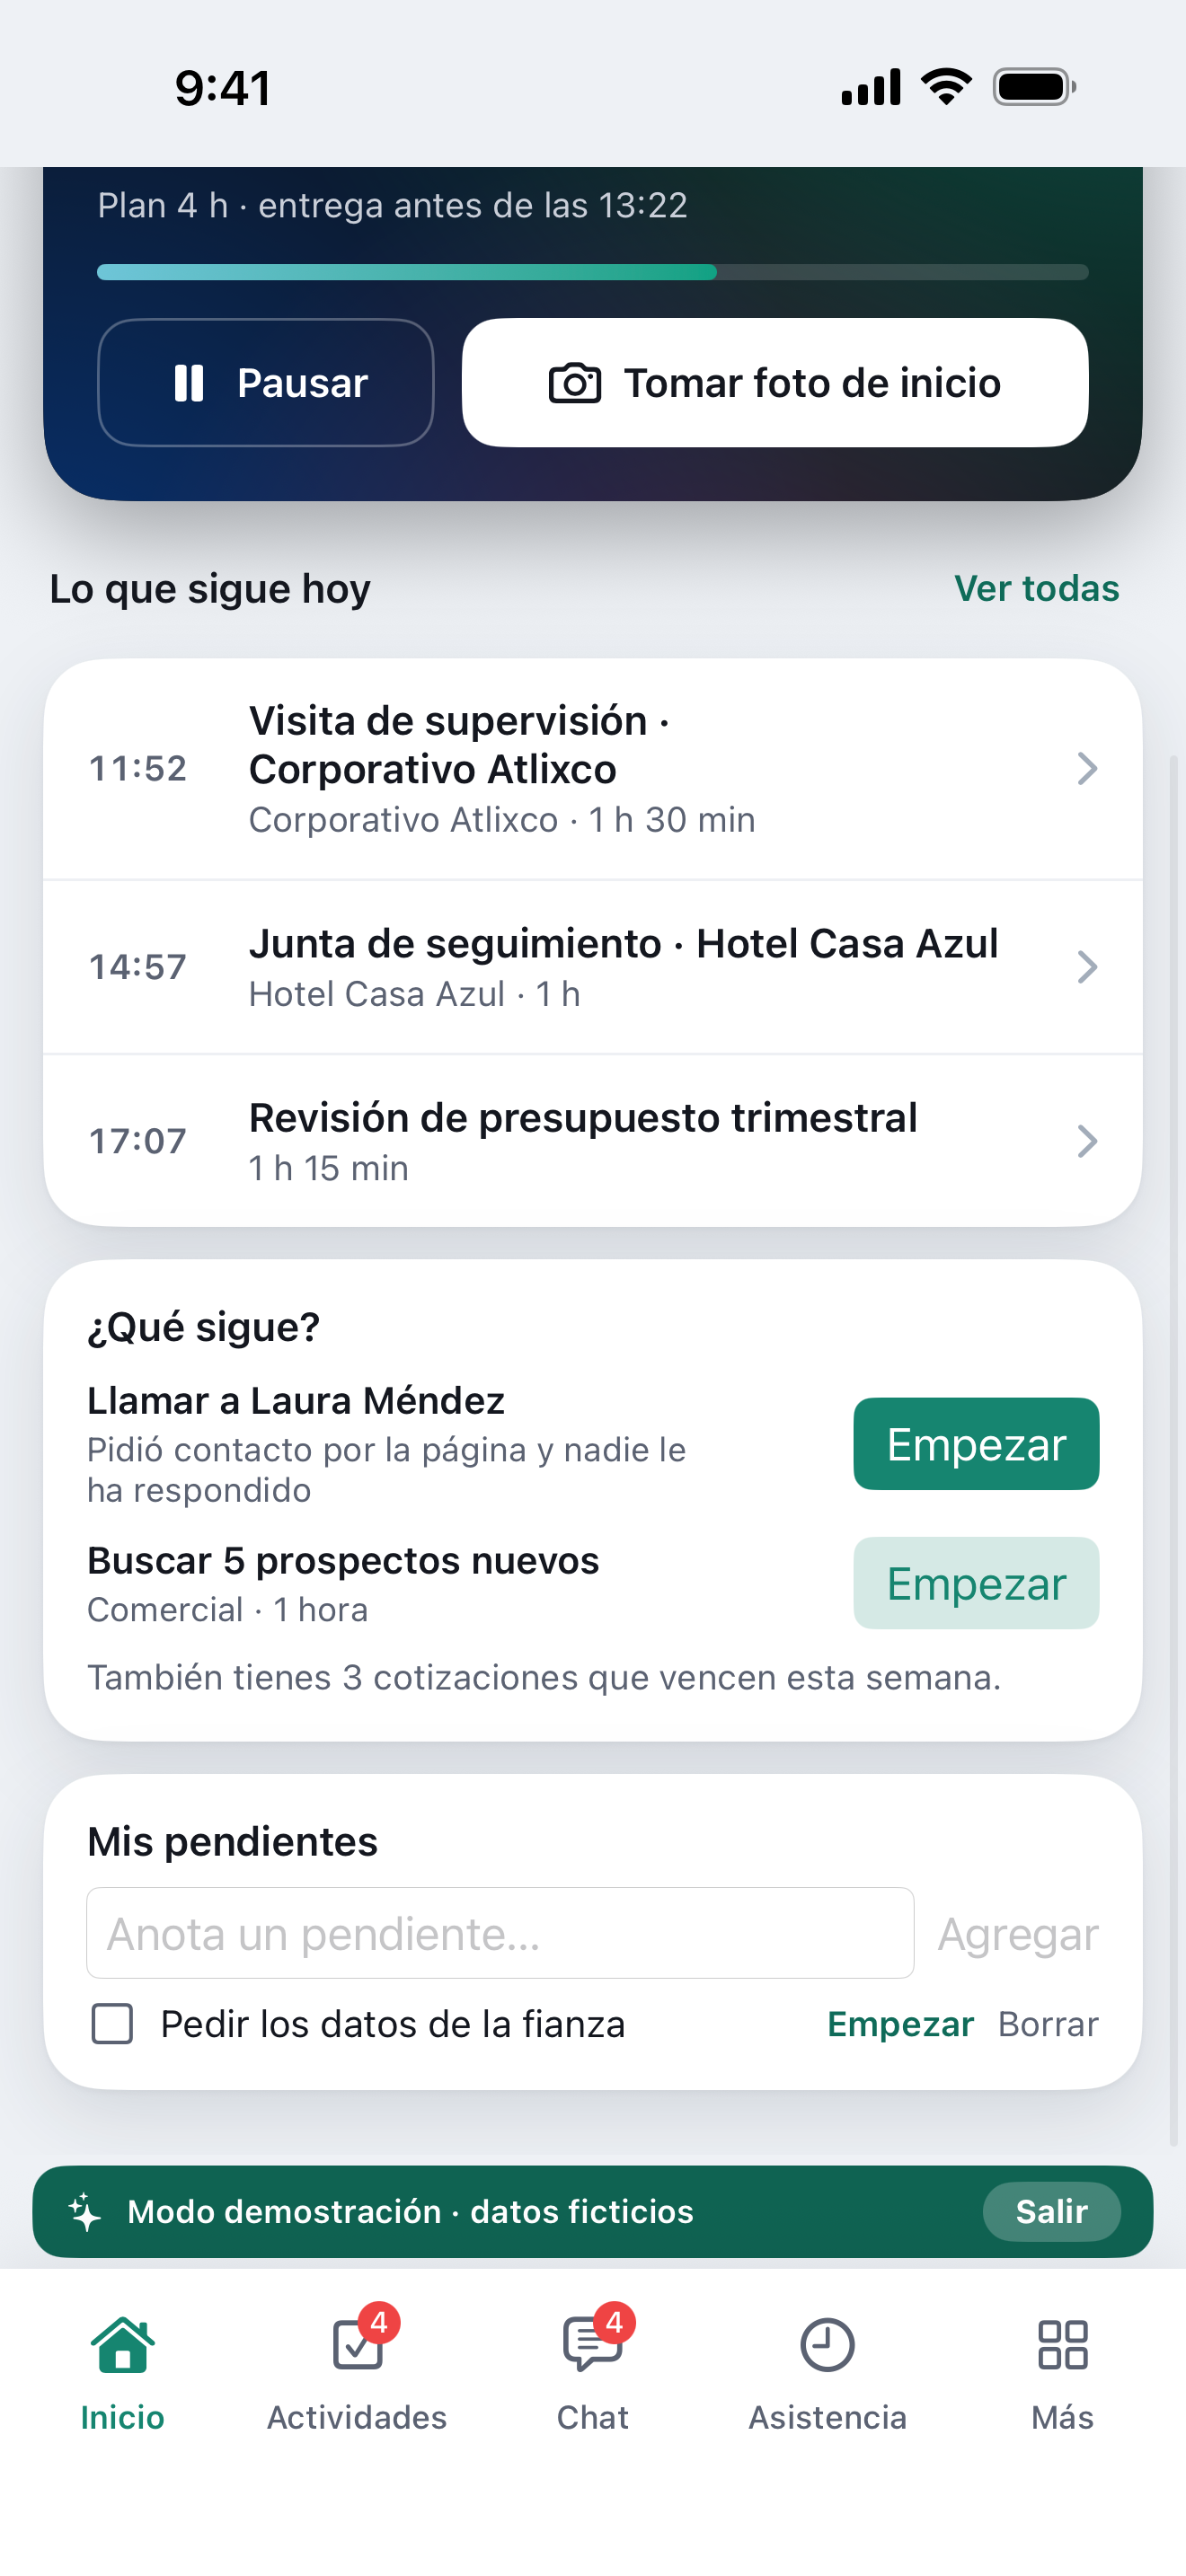 9:41
Plan 4 h · entrega antes de las 13:22
Pausar
Tomar foto de inicio
Lo que sigue hoy
Ver todas
11:52
Visita de supervisión ·
Corporativo Atlixco
Corporativo Atlixco · 1 h 30 min
14:57
Junta de seguimiento · Hotel Casa Azul
Hotel Casa Azul · 1 h
17:07
Revisión de presupuesto trimestral
1 h 15 min
¿Qué sigue?
Llamar a Laura Méndez
Pidió contacto por la página y nadie le
ha respondido
Empezar
Buscar 5 prospectos nuevos
Comercial · 1 hora
Empezar
También tienes 3 cotizaciones que vencen esta semana.
Mis pendientes
Anota un pendiente...
Agregar
Pedir los datos de la fianza
Empezar
Borrar
Modo demostración · datos ficticios
Salir
4
4
Inicio
Actividades
Chat
Asistencia
Más